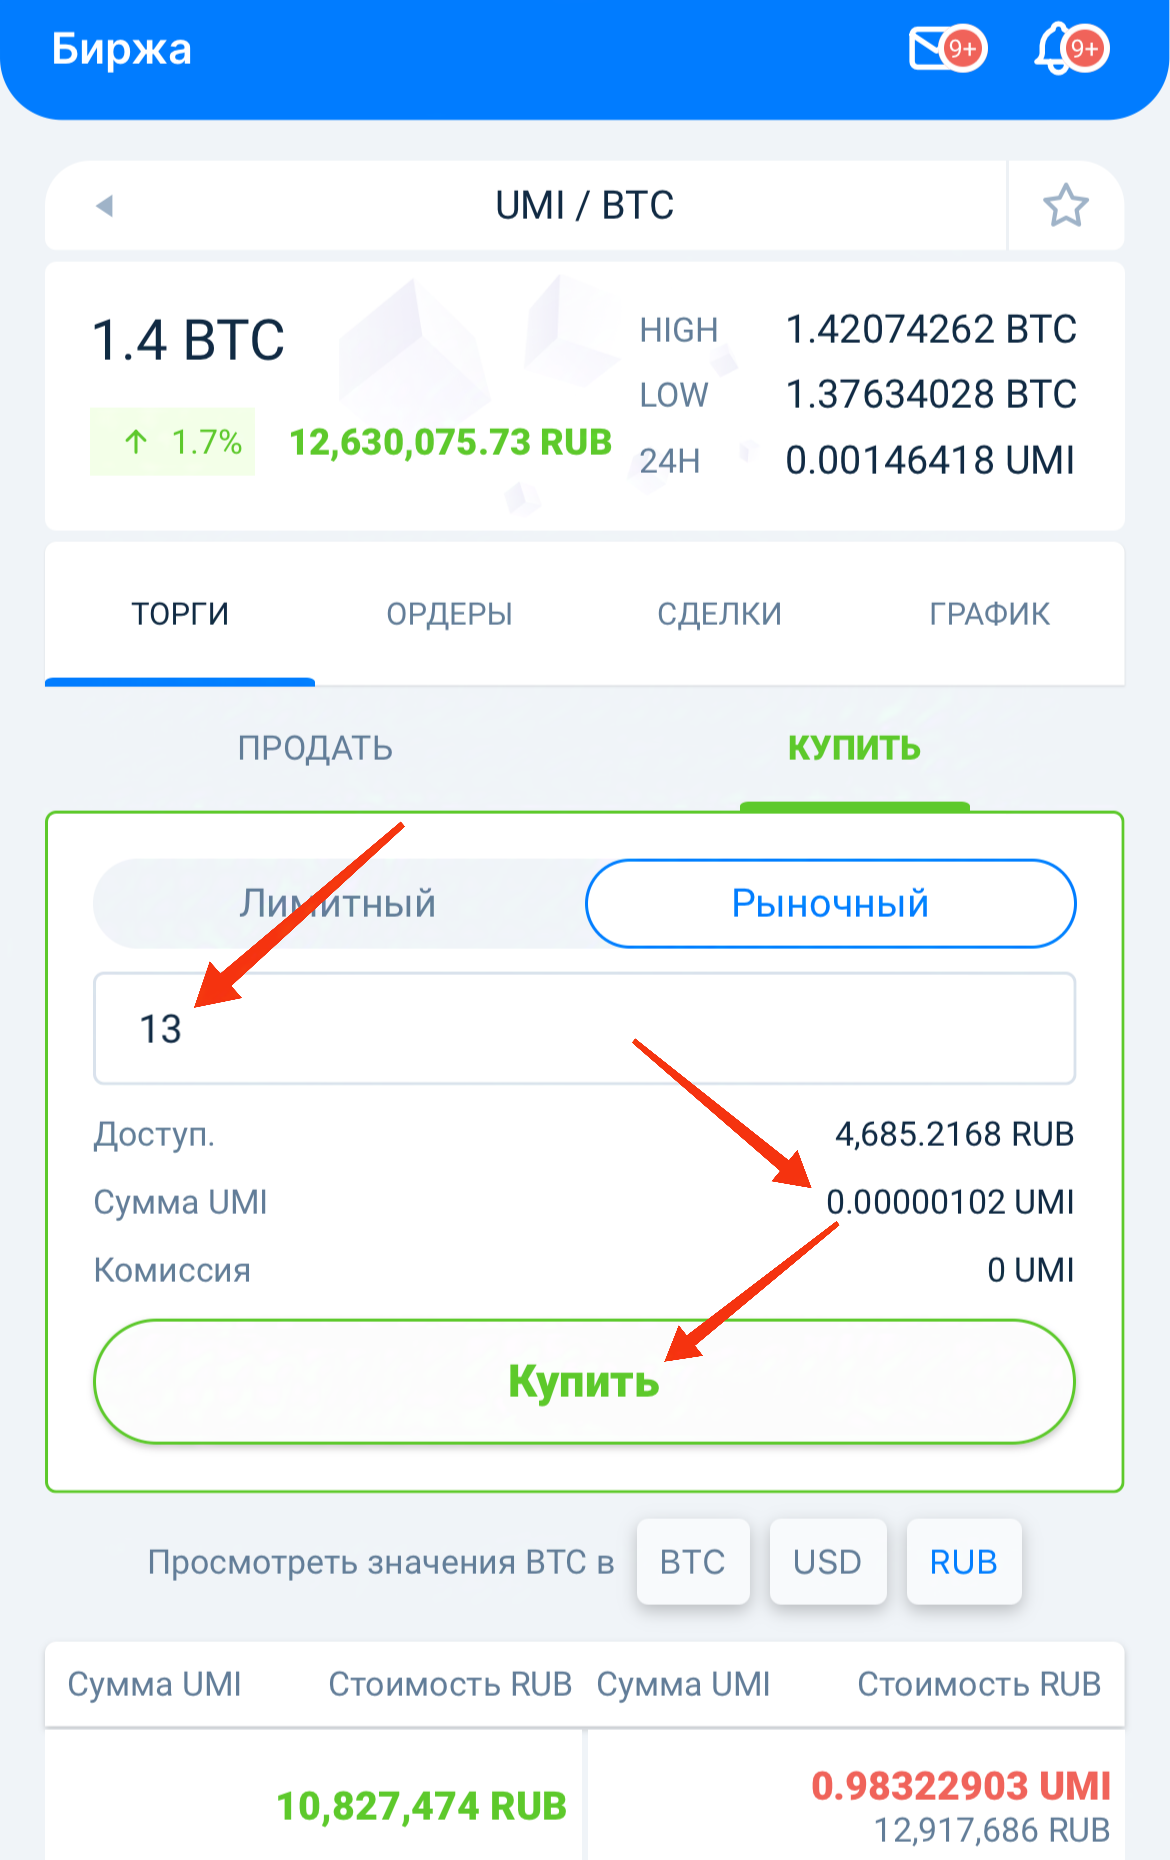 Биржа
9+
9+
UMI / BTC
1.4 BTC
↑ 1.7%
12,630,075.73 RUB
HIGH 1.42074262 BTC
LOW 1.37634028 BTC
24H 0.00146418 UMI
ТОРГИ ОРДЕРЫ СДЕЛКИ ГРАФИК
ПРОДАТЬ КУПИТЬ
Лимитный Рыночный
13
Доступ. 4,685.2168 RUB
Сумма UMI 0.00000102 UMI
Комиссия 0 UMI
Купить
Просмотреть значения BTC в BTC USD RUB
Сумма UMI Стоимость RUB Сумма UMI Стоимость RUB
10,827,474 RUB
0.98322903 UMI
12,917,686 RUB